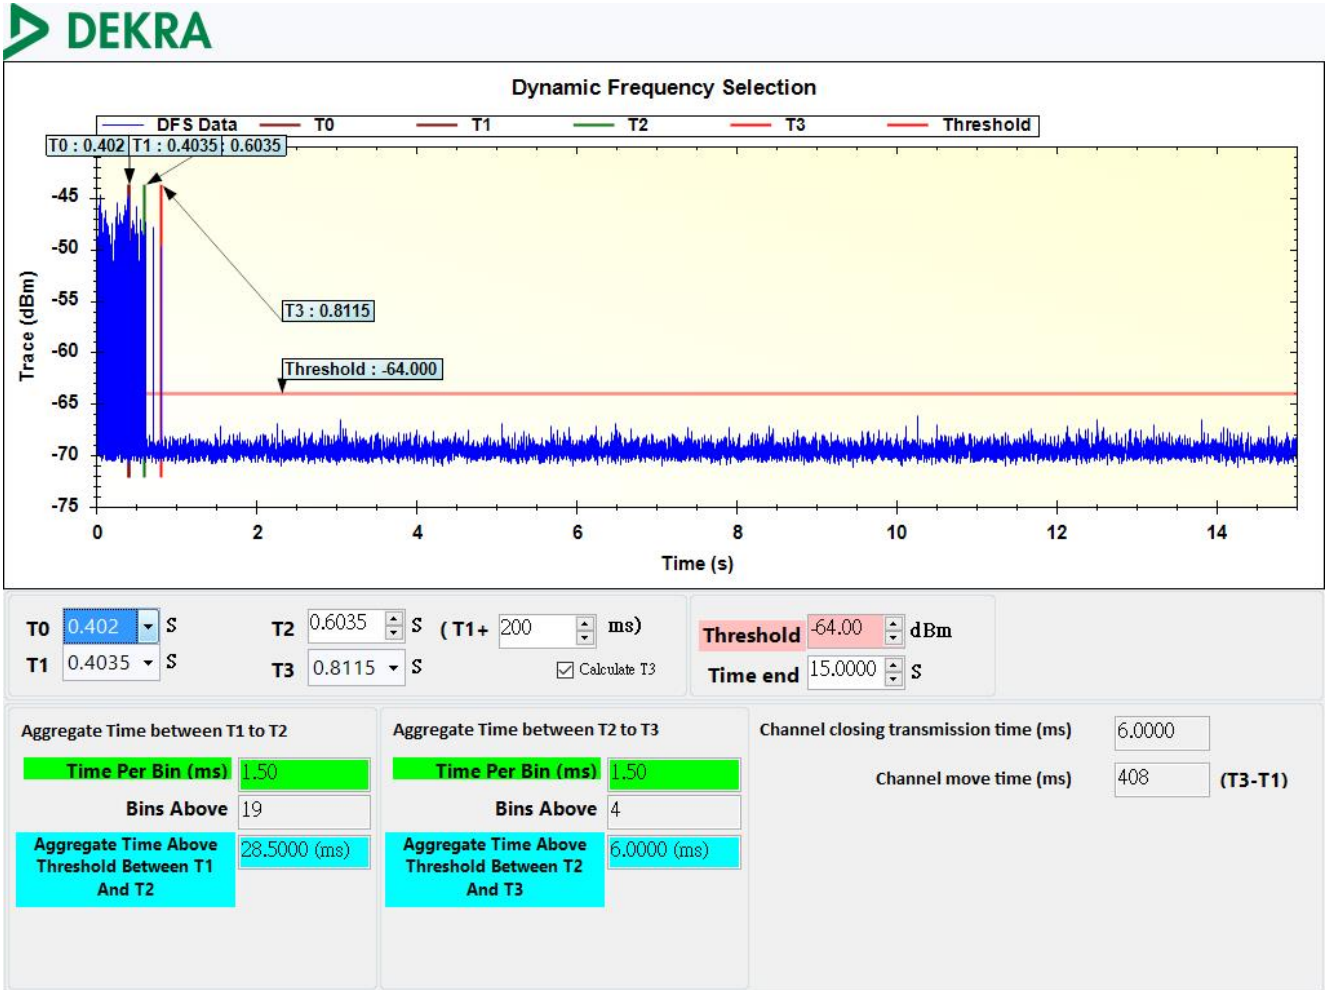 DEKRA
Dynamic Frequency Selection
DFS Data T0 T1 T2 T3 Threshold
T0 : 0.402 T1 : 0.4035 : 0.6035
-45
-50
-55
-60
-65
-70
-75
Trace (dBm)
T3 : 0.8115
Threshold : -64.000
0 2 4 6 8 10 12 14
Time (s)
T0 0.402 S T2 0.6035 S ( T1+ 200 ms) Threshold -64.00 dBm
T1 0.4035 S T3 0.8115 S Calculate T3 Time end 15.0000 S
Aggregate Time between T1 to T2
Time Per Bin (ms) 1.50
Bins Above 19
Aggregate Time Above
Threshold Between T1
And T2
28.5000 (ms)
Aggregate Time between T2 to T3
Time Per Bin (ms) 1.50
Bins Above 4
Aggregate Time Above
Threshold Between T2
And T3
6.0000 (ms)
Channel closing transmission time (ms) 6.0000
Channel move time (ms) 408 (T3-T1)